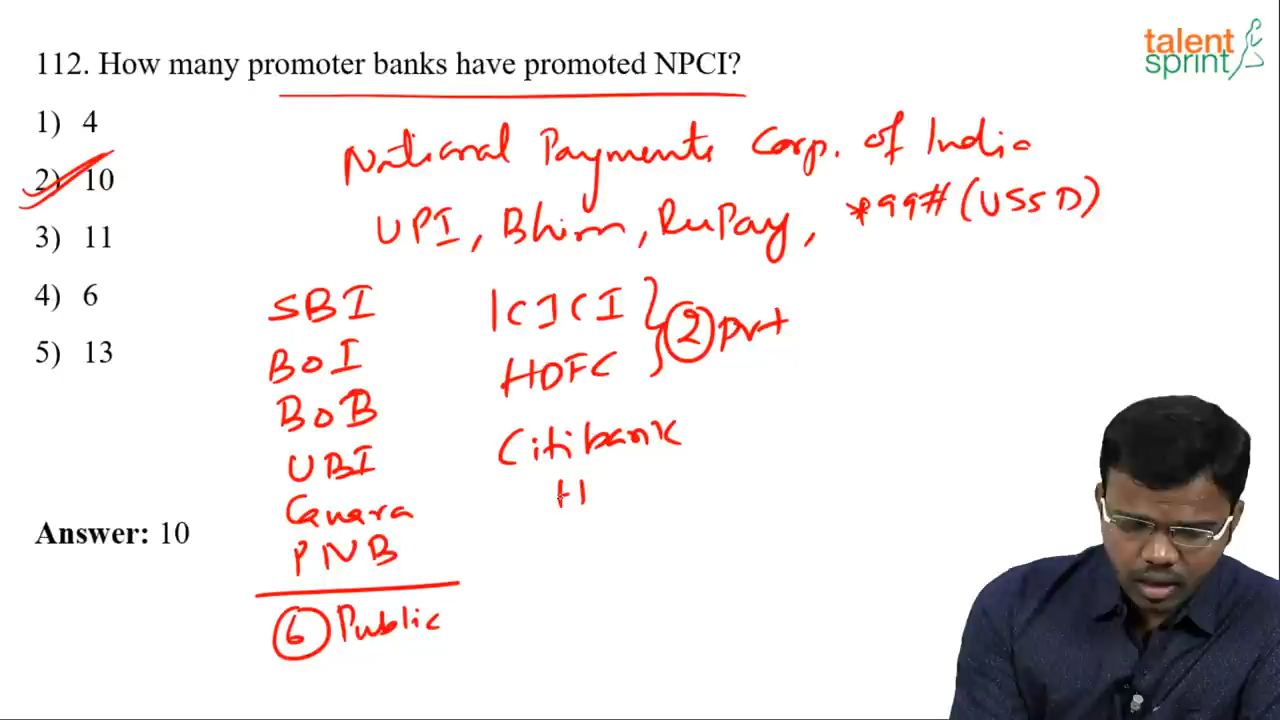 talent
sprint
112. How many promoter banks have promoted NPCI?
1) 4
2) 10
3) 11
4) 6
5) 13
National Payments Corp. of India
UPI, Bhim, RuPay, *99# (USSD)
SBI
BOI
BOB
UBI
Canara
PNB
6 Public
ICICI
HDFC
2 Pvt
Citibank
H
Answer: 10